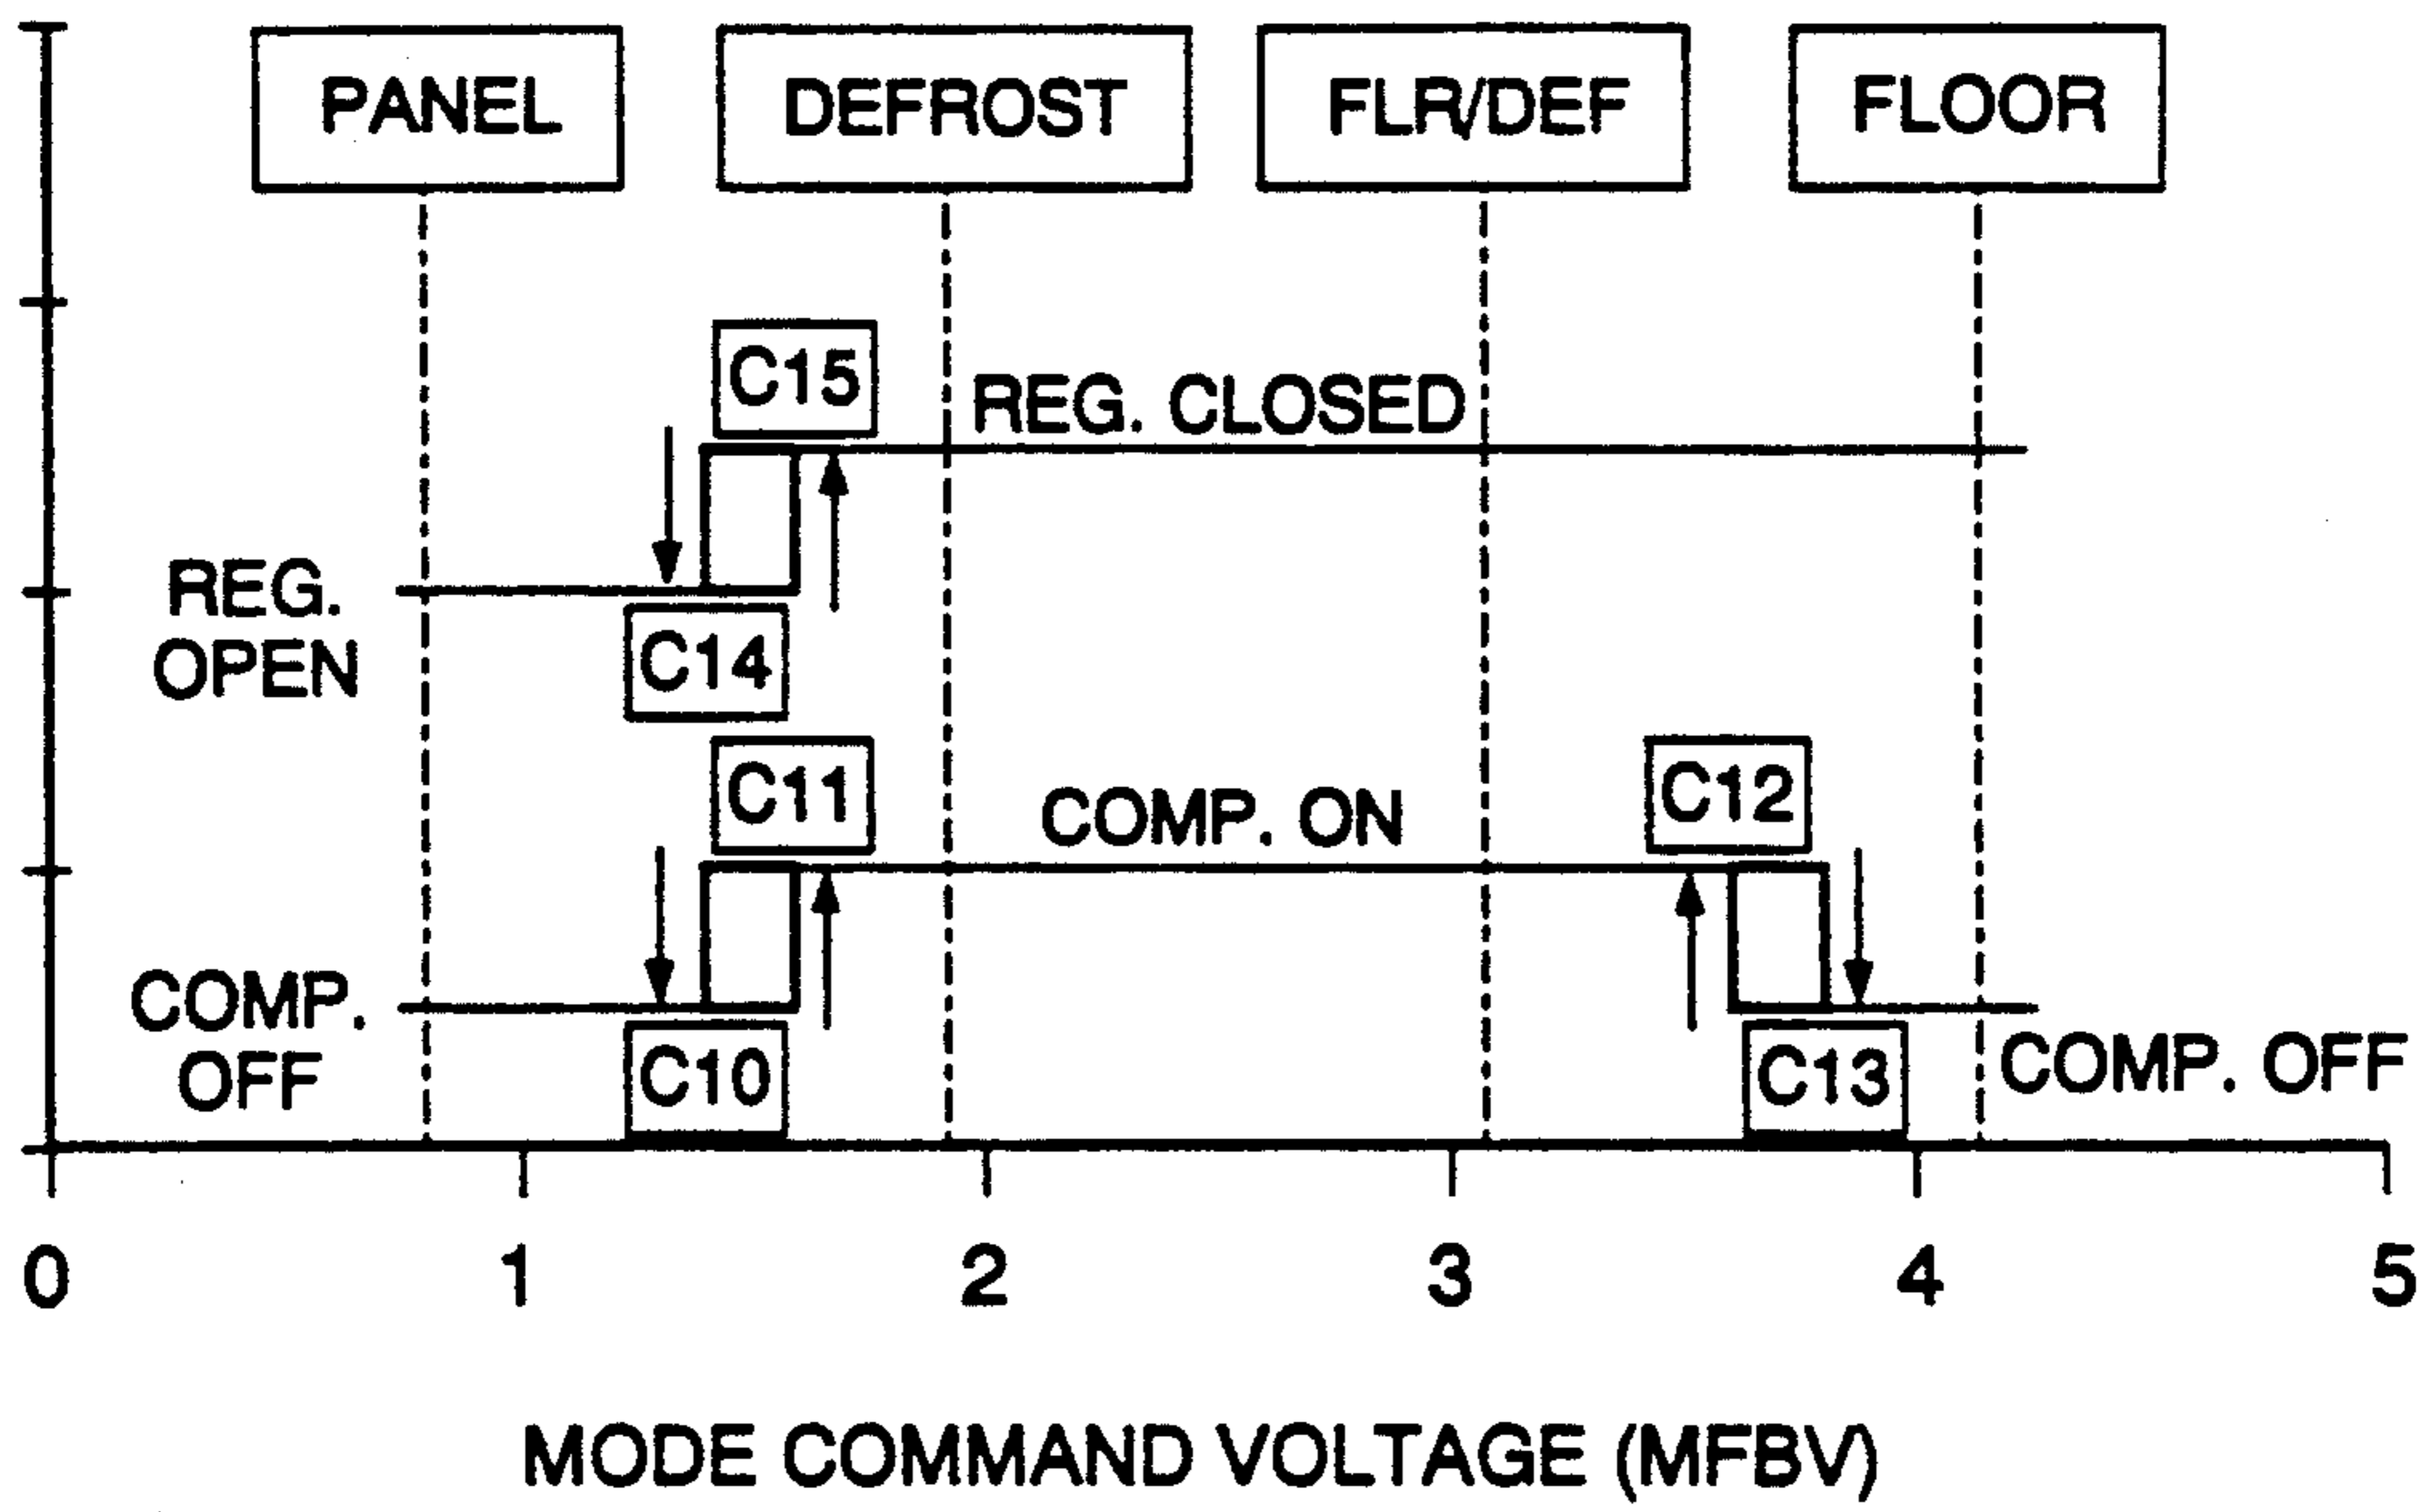 PANEL
DEFROST
FLR/DEF
FLOOR
C15
REG. CLOSED
REG.
OPEN
C14
C11
COMP. ON
C12
COMP.
OFF
C10
C13
COMP. OFF
0 1 2 3 4 5
MODE COMMAND VOLTAGE (MFBV)